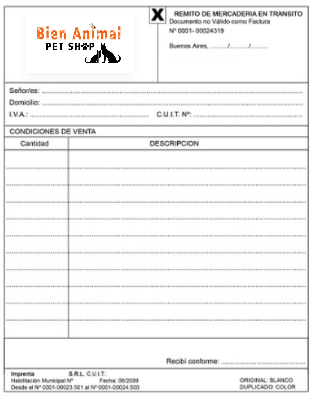 Bien Animal
PET SHOP
X
REMITO DE MERCADERIA EN TRANSITO
Documento no Válido como Factura
Nº 0001- 00024319
Buenos Aires, ........../........../..........
Señor/es: ..........
Domicilio: ..........
I.V.A.: .......... C.U.I.T. Nº: ..........
CONDICIONES DE VENTA
Cantidad DESCRIPCION
Recibí conforme: ..........
Imprenta S.R.L. C.U.I.T.:
Habilitación Municipal Nº Fecha: 06/2009
Desde el Nº 0001-00023.501 al Nº 0001-00024.500
ORIGINAL: BLANCO
DUPLICADO: COLOR